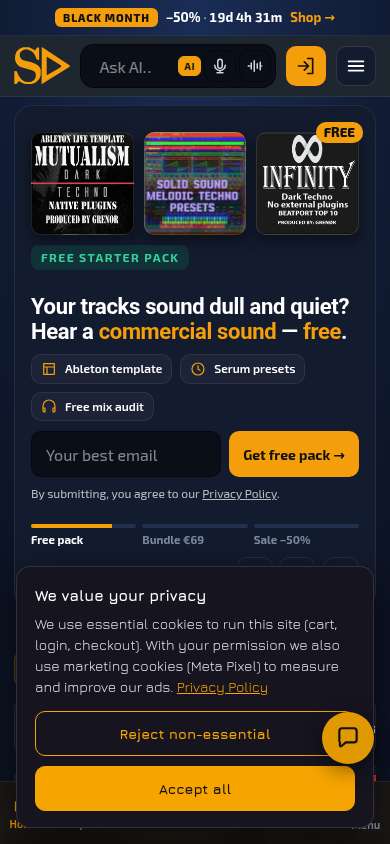 BLACK MONTH −50% · 19d 4h 31m Shop →
SD
Ask AI.. AI
FREE
ABLETON LIVE TEMPLATE
MUTUALISM
DARK
TECHNO
NATIVE PLUGINS
PRODUCED BY GRENOR
SOLID SOUND
MELODIC TECHNO
PRESETS
INFINITY
Dark Techno
No external plugins
BEATPORT TOP 10
PRODUCED BY: GRENOR
FREE STARTER PACK
Your tracks sound dull and quiet?
Hear a commercial sound — free.
Ableton template
Serum presets
Free mix audit
Your best email
Get free pack →
By submitting, you agree to our Privacy Policy.
Free pack
Bundle €69
Sale −50%
We value your privacy
We use essential cookies to run this site (cart,
login, checkout). With your permission we also
use marketing cookies (Meta Pixel) to measure
and improve our ads. Privacy Policy
Reject non-essential
Accept all
Menu